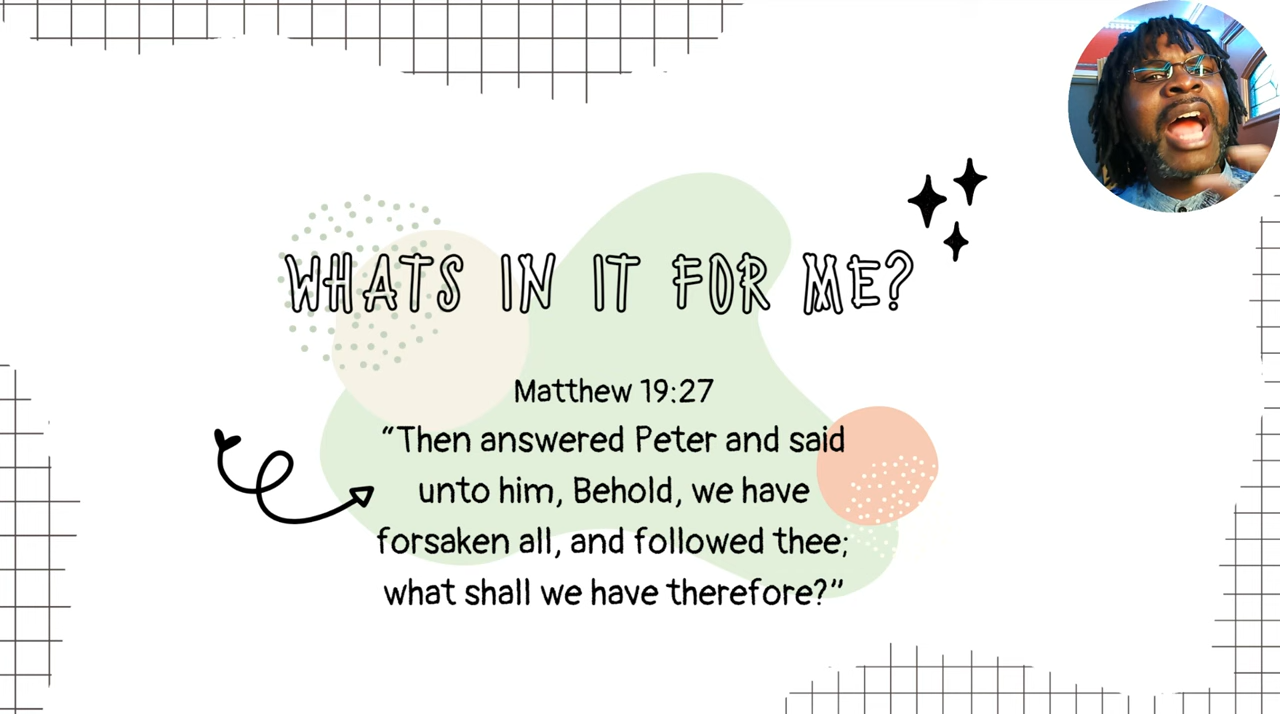 WHATS IN IT FOR ME?
Matthew 19:27
“Then answered Peter and said
unto him, Behold, we have
forsaken all, and followed thee;
what shall we have therefore?”